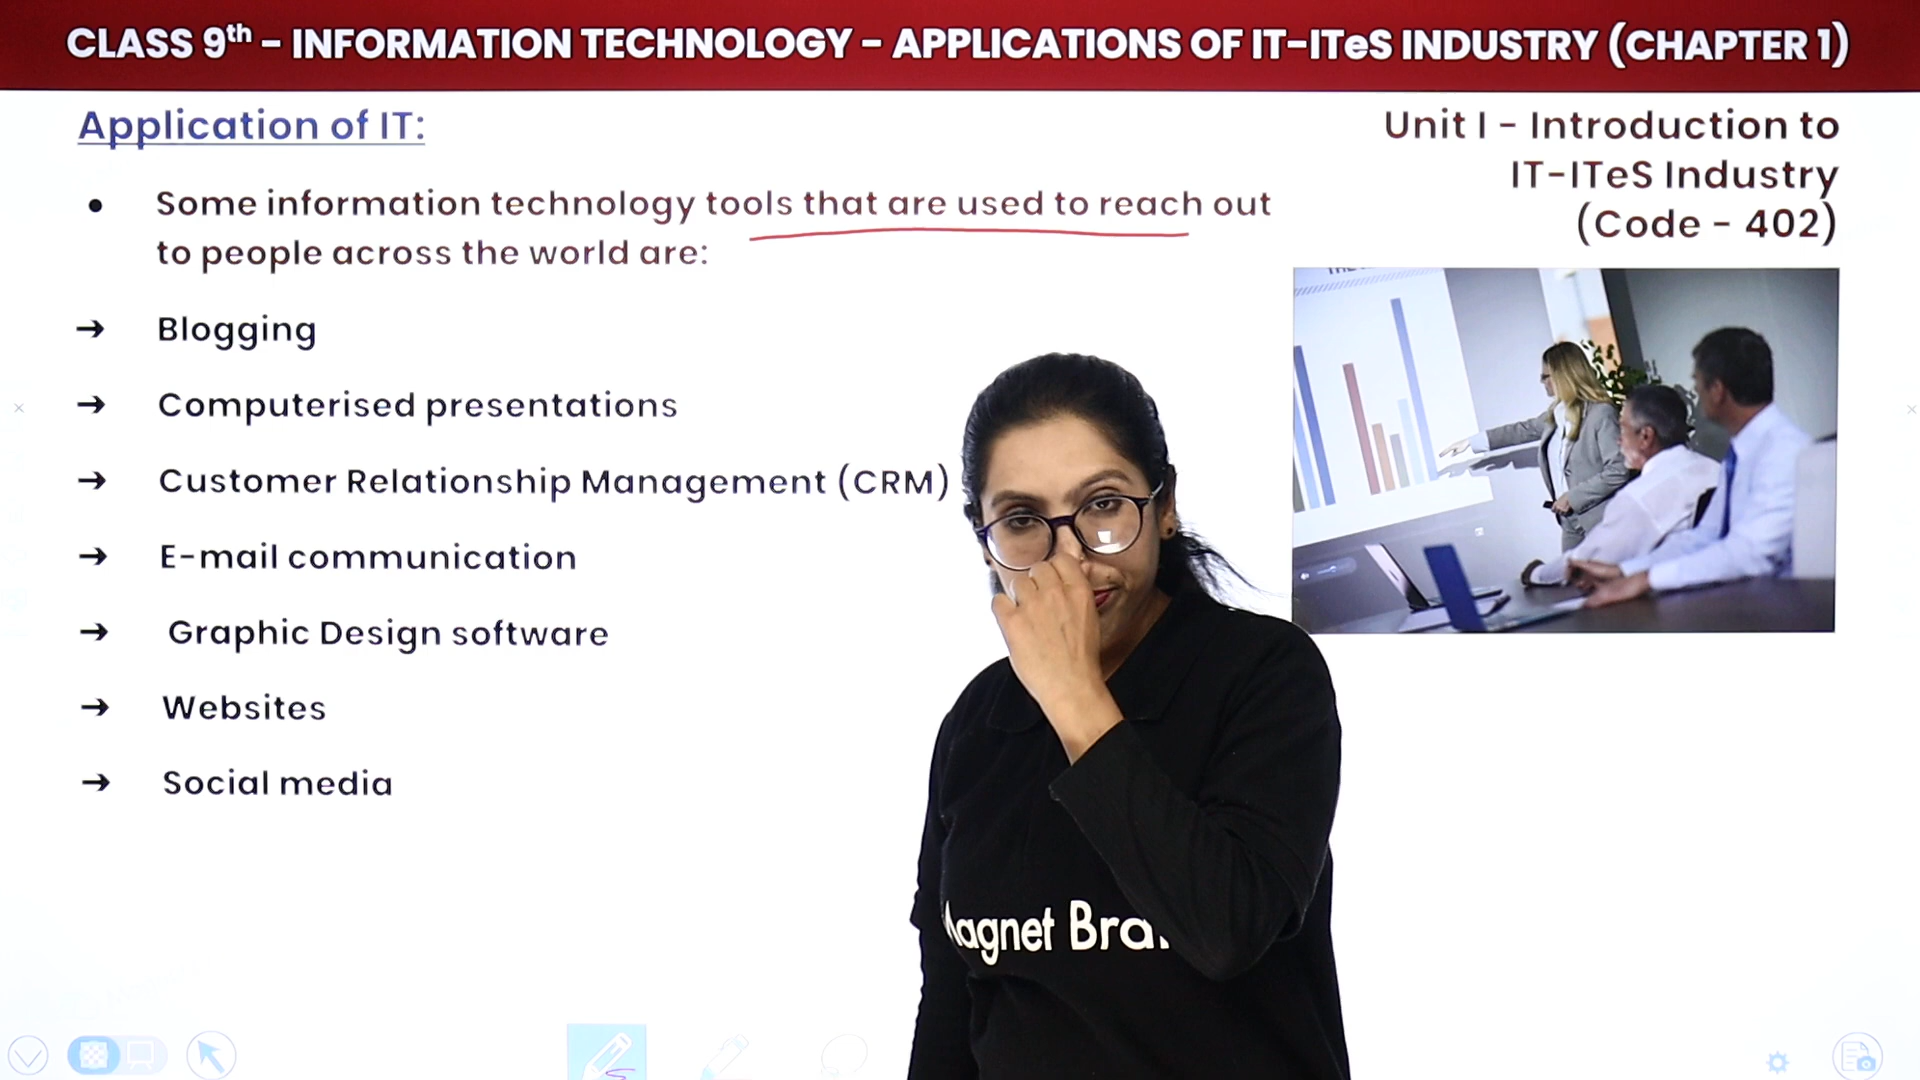 CLASS 9th – INFORMATION TECHNOLOGY – APPLICATIONS OF IT-ITeS INDUSTRY (CHAPTER 1)
Application of IT:
Unit I – Introduction to
IT-ITeS Industry
(Code – 402)
• Some information technology tools that are used to reach out
to people across the world are:
→ Blogging
→ Computerised presentations
→ Customer Relationship Management (CRM)
→ E-mail communication
→ Graphic Design software
→ Websites
→ Social media
agnet Bra